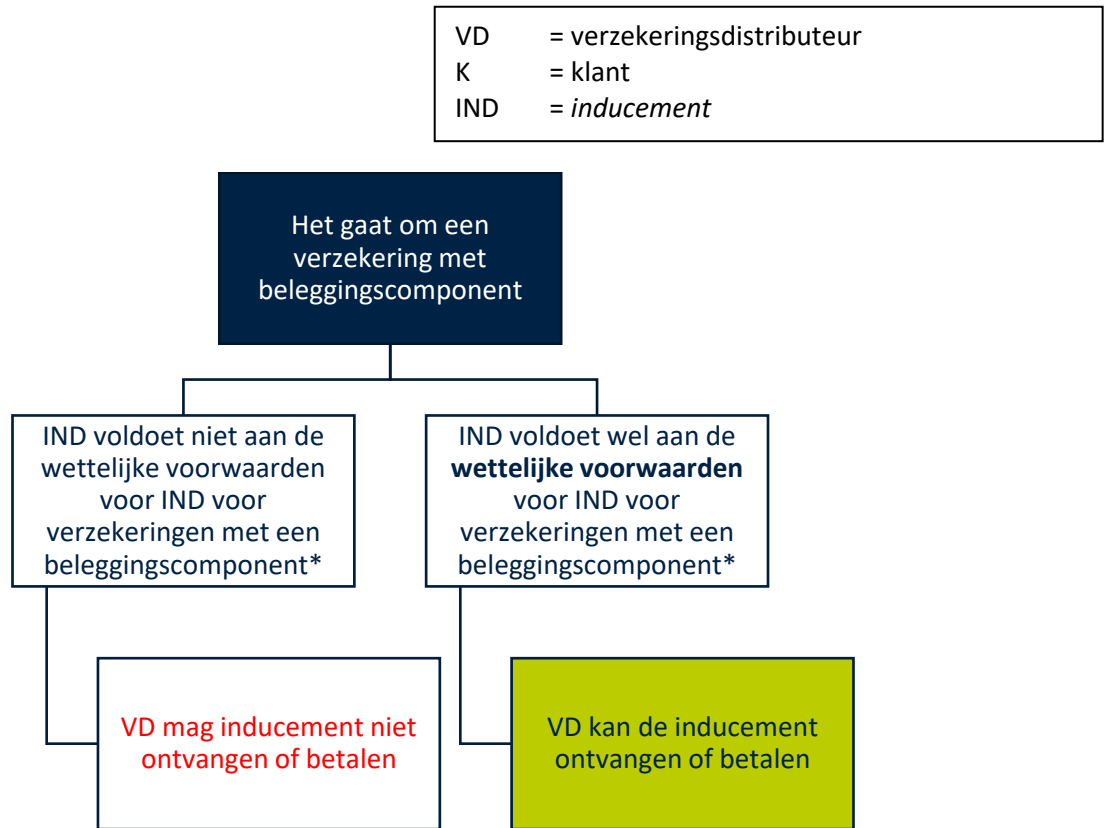 VD = verzekeringsdistributeur
K = klant
IND = inducement
Het gaat om een
verzekering met
beleggingscomponent
IND voldoet niet aan de
wettelijke voorwaarden
voor IND voor
verzekeringen met een
beleggingscomponent*
IND voldoet wel aan de
wettelijke voorwaarden
voor IND voor
verzekeringen met een
beleggingscomponent*
VD mag inducement niet
ontvangen of betalen
VD kan de inducement
ontvangen of betalen